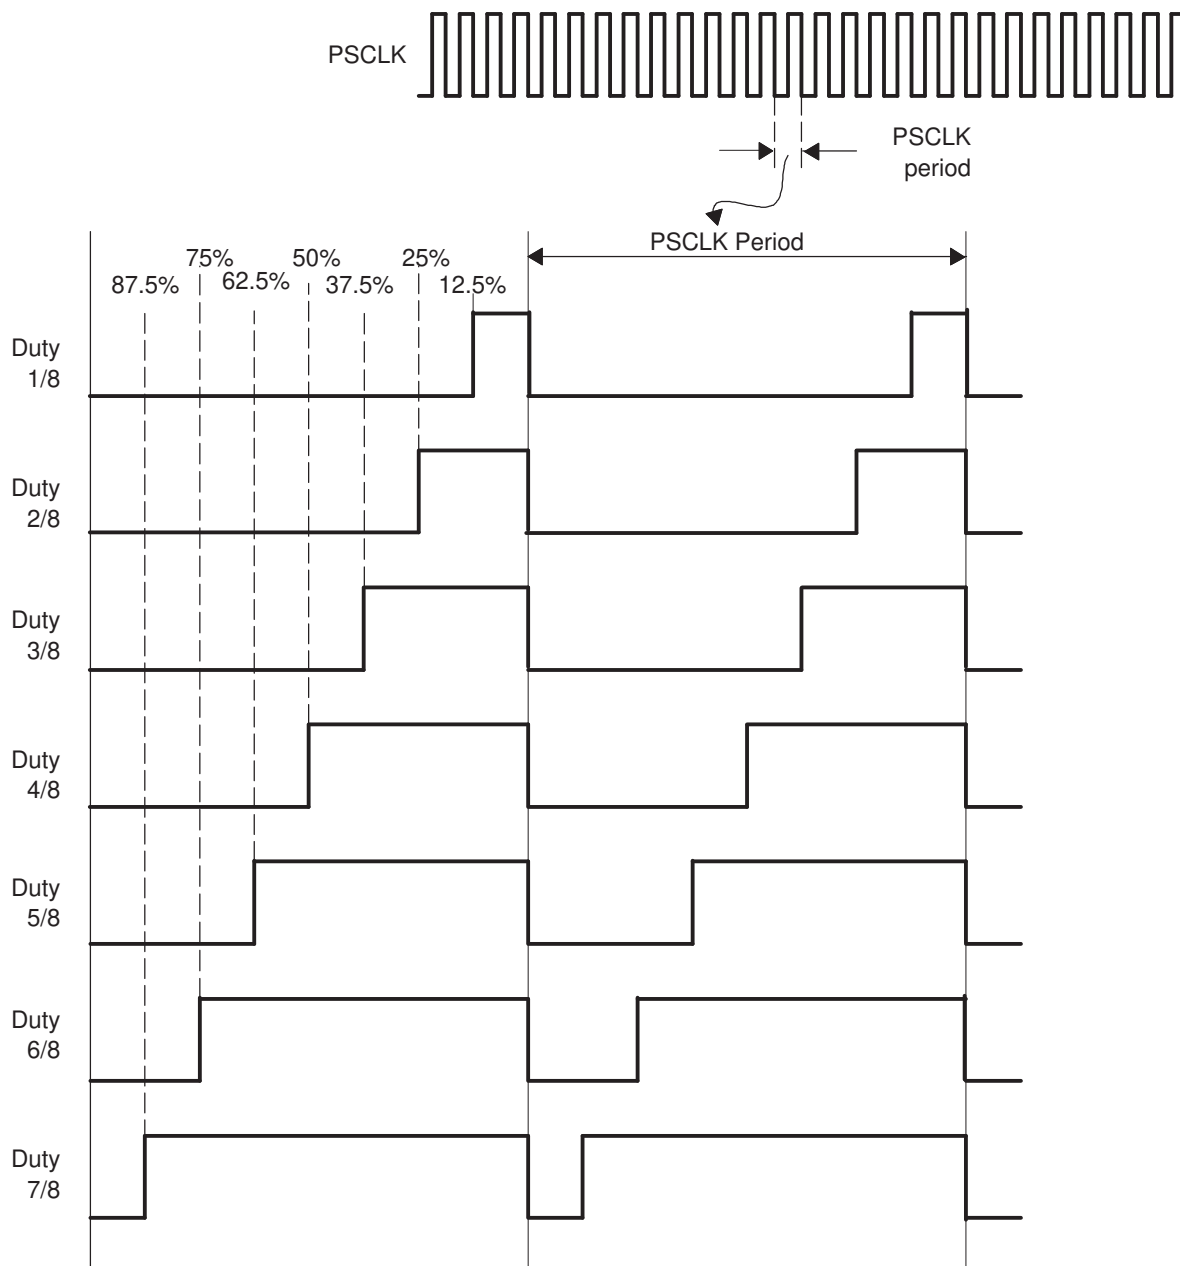 PSCLK
PSCLK
period
PSCLK Period
75%
50%
25%
87.5%
62.5%
37.5%
12.5%
Duty
1/8
Duty
2/8
Duty
3/8
Duty
4/8
Duty
5/8
Duty
6/8
Duty
7/8